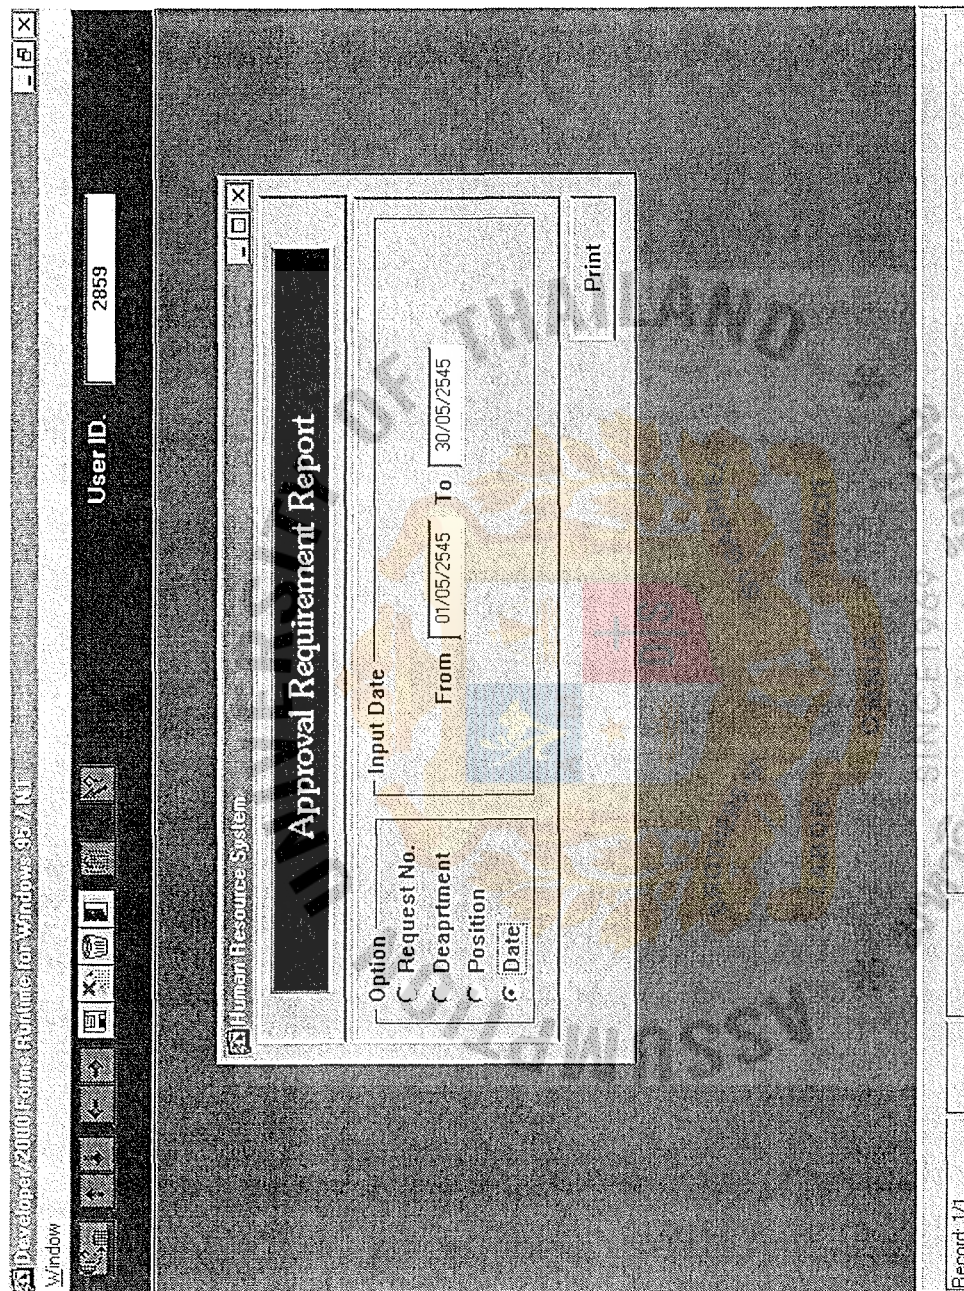 Developer/2000 Forms Runtime for Windows 95 / NT
Window
User ID. 2859
Human Resource System
Approval Requirement Report
Option
Request No.
Deaprtment
Position
Date
Input Date
From 01/05/2545 To 30/05/2545
Print
Record: 1/1